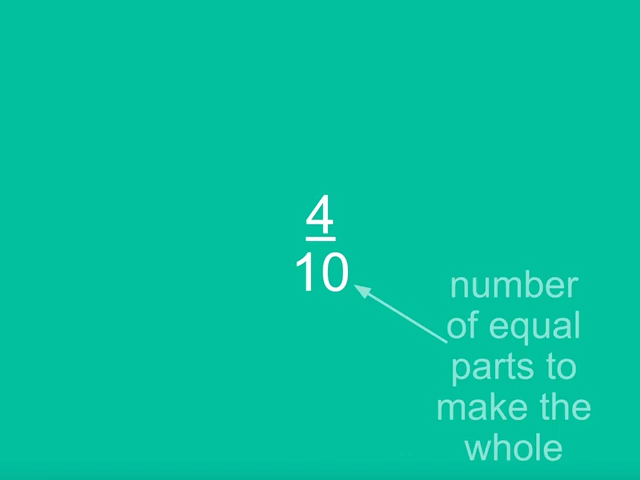 4
10
number
of equal
parts to
make the
whole